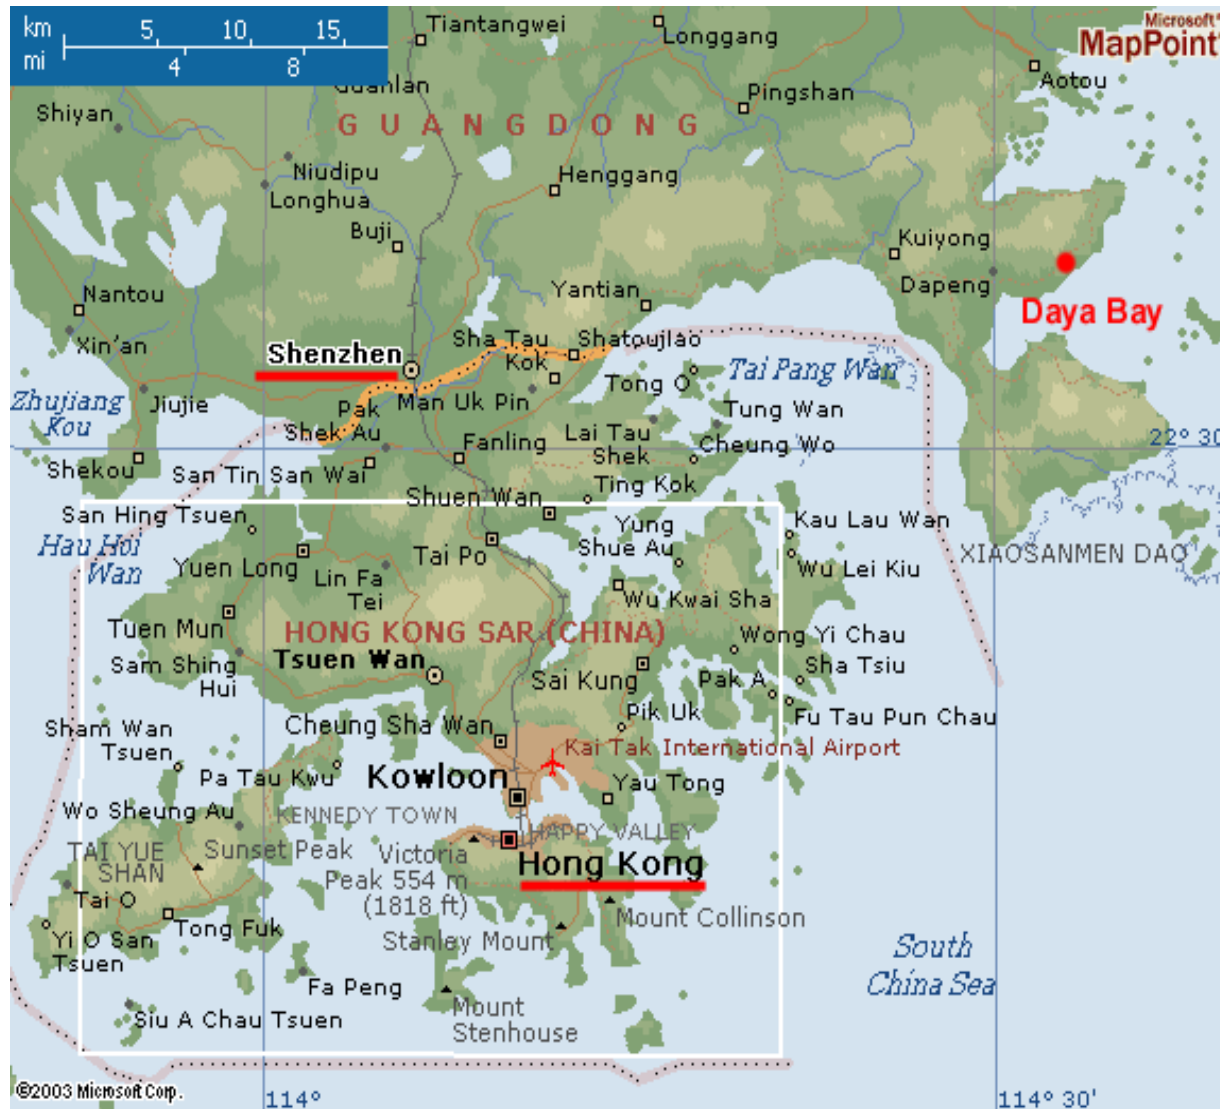 km 5 10 15
mi 4 8
Microsoft®
MapPoint®
Tiantangwei
Longgang
Aotou
Guanlan
Pingshan
Shiyan
GUANGDONG
Niudipu
Longhua
Henggang
Buji
Kuiyong
Dapeng
Nantou
Yantian
Daya Bay
Xin'an
Shenzhen
Sha Tau
Kok
Shatoujlao
Tong O
Tai Pang Wan
Zhujiang
Kou
Jiujie
Pak
Shek Au
Man Uk Pin
Tung Wan
Lai Tau
Shek
Cheung Wo
22° 30
Shekou
San Tin San Wai
Fanling
Ting Kok
Shuen Wan
San Hing Tsuen
Yung
Shue Au
Kau Lau Wan
Hau Hoi
Wan
Yuen Long
Lin Fa
Tei
Tai Po
Wu Lei Kiu
XIAOSANMEN DAO
Wu Kwai Sha
Tuen Mun
HONG KONG SAR (CHINA)
Wong Yi Chau
Sam Shing
Hui
Tsuen Wan
Sai Kung
Pak A
Sha Tsiu
Fu Tau Pun Chau
Sham Wan
Tsuen
Cheung Sha Wan
Pik Uk
Kai Tak International Airport
Pa Tau Kwu
Kowloon
Yau Tong
Wo Sheung Au
KENNEDY TOWN
HAPPY VALLEY
TAI YUE
SHAN
Sunset Peak
Victoria
Peak 554 m
(1818 ft)
Hong Kong
Tai O
Tong Fuk
Mount Collinson
Stanley Mount
Yi O San
Tsuen
South
China Sea
Fa Peng
Mount
Stenhouse
Siu A Chau Tsuen
©2003 Microsoft Corp.
114°
114° 30'